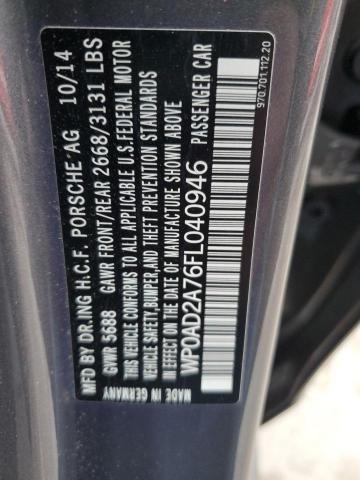 MFD BY DR.ING H.C.F. PORSCHE AG 10/14
GVWR 5688 GAWR FRONT/REAR 2668/3131 LBS
THIS VEHICLE CONFORMS TO ALL APPLICABLE U.S.FEDERAL MOTOR
VEHICLE SAFETY,BUMPER,AND THEFT PREVENTION STANDARDS
IN EFFECT ON THE DATE OF MANUFACTURE SHOWN ABOVE
WP0AD2A76FL040946 PASSENGER CAR
MADE IN GERMANY
970.701.112.20